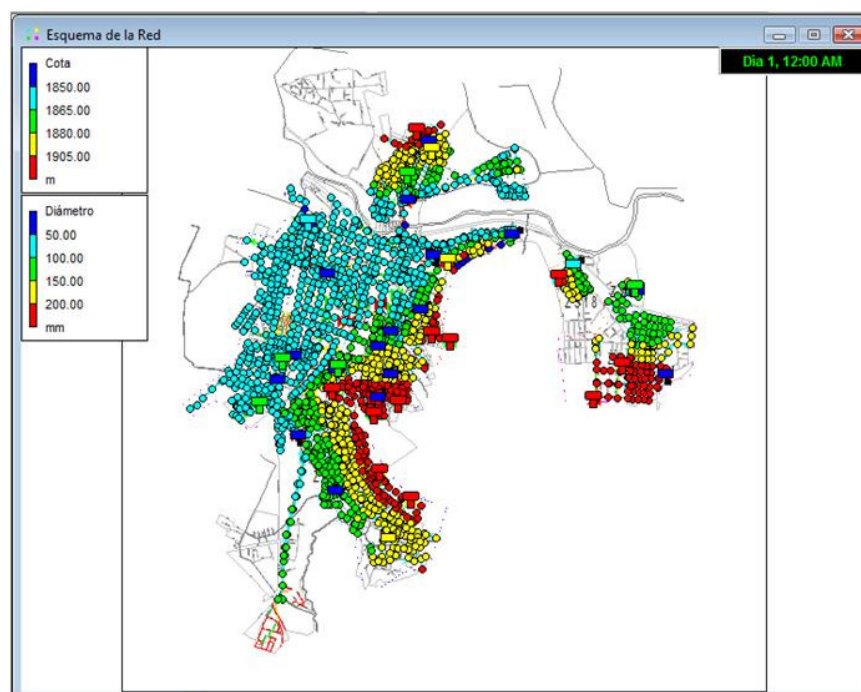 Esquema de la Red
Dia 1, 12:00 AM
Cota
1850.00
1865.00
1880.00
1905.00
m
Diámetro
50.00
100.00
150.00
200.00
mm